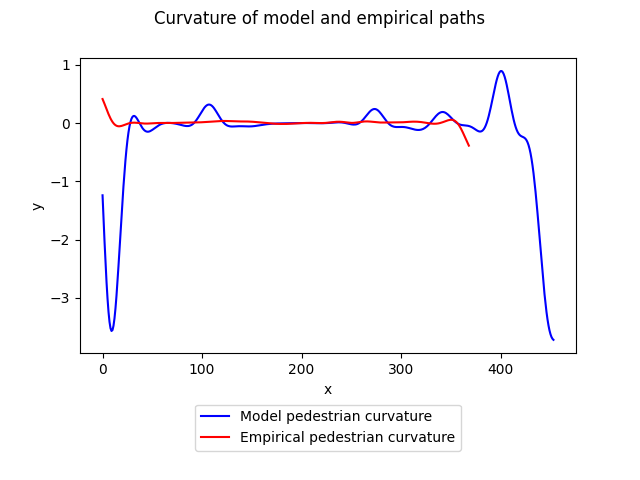 Curvature of model and empirical paths
1
0
−1
−2
−3
y
0 100 200 300 400
x
Model pedestrian curvature
Empirical pedestrian curvature